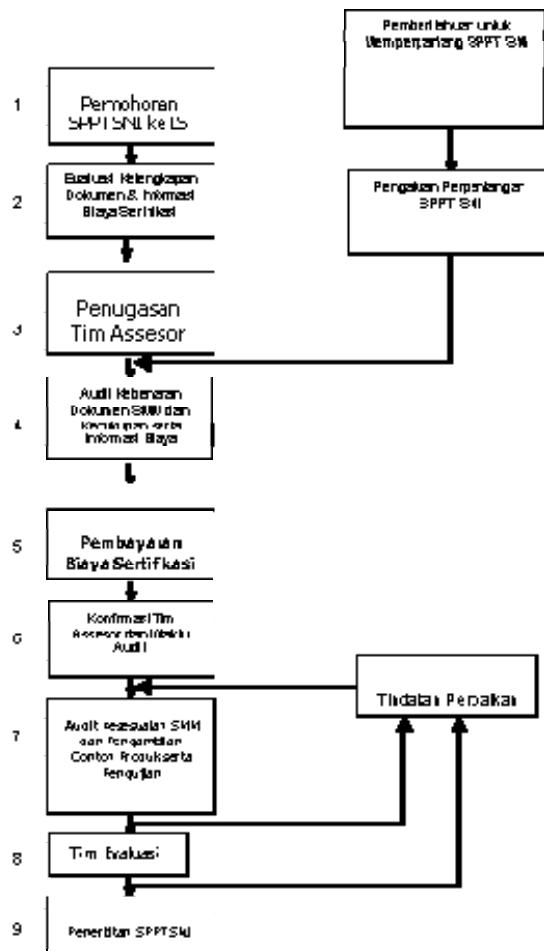 Pemberitahuan untuk
Memperpanjang SPPT SNI
1
Permohonan
SPPT SNI ke LS
2
Evaluasi Kelengkapan
Dokumen & Informasi
Biaya Sertifikasi
Pengajuan Perpanjangan
SPPT SNI
3
Penugasan
Tim Assesor
4
Audit Kebenaran
Dokumen SMM dan
Kecukupan serta
Informasi Biaya
5
Pembayaran
Biaya Sertifikasi
6
Konfirmasi Tim
Assesor dan Waktu
Audit
Tindakan Perbaikan
7
Audit Kesesuaian SMM
dan Pengambilan
Contoh Produk serta
Pengujian
8
Tim Evaluasi
9
Penerbitan SPPT SNI